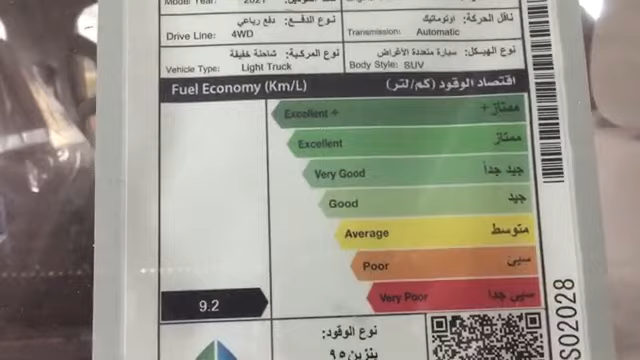 Model Year: 2021
Drive Line: 4WD نوع الدفـع: دفع رباعي
Transmission: Automatic ناقل الحركة: اوتوماتيك
Vehicle Type: Light Truck نوع المركبة: شاحنة خفيفة
Body Style: SUV نوع الهيكل: سيارة متعددة الأغراض
Fuel Economy (Km/L) اقتصاد الوقود (كم/لتر)
Excellent + ممتاز +
Excellent ممتاز
Very Good جيد جداً
Good جيد
Average متوسط
Poor سيئ
Very Poor سيئ جدا
9.2
نوع الوقود:
بنزين ٩٥
S02028